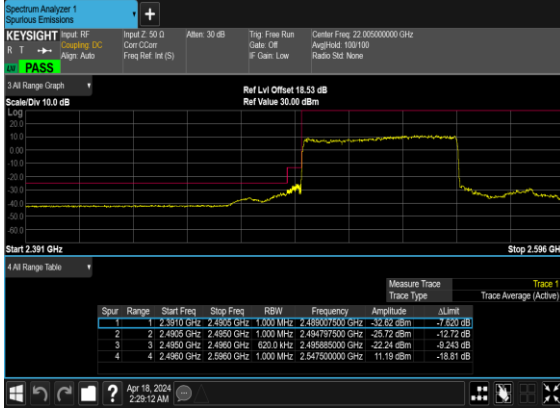 Spectrum Analyzer 1
Spurious Emissions
+
KEYSIGHT Input: RF Input Z: 50 Ω Atten: 30 dB Trig: Free Run Center Freq: 22.005000000 GHz
R T Coupling: DC Corr CCorr Gate: Off Avg|Hold: 100/100
Align: Auto Freq Ref: Int (S) IF Gain: Low Radio Std: None
LXI PASS
3 All Range Graph
Ref Lvl Offset 18.53 dB
Scale/Div 10.0 dB Ref Value 30.00 dBm
Log
20.0
10.0
0.00
-10.0
-20.0
-30.0
-40.0
-50.0
-60.0
Start 2.391 GHz Stop 2.596 GH
4 All Range Table
Measure Trace Trace 1
Trace Type Trace Average (Active)
Spur Range Start Freq Stop Freq RBW Frequency Amplitude ΔLimit
1 1 2.3910 GHz 2.4905 GHz 1.000 MHz 2.489007500 GHz -32.62 dBm -7.620 dB
2 2 2.4905 GHz 2.4950 GHz 1.000 MHz 2.494797500 GHz -25.72 dBm -12.72 dB
3 3 2.4950 GHz 2.4960 GHz 620.0 kHz 2.495885000 GHz -22.24 dBm -9.243 dB
4 4 2.4960 GHz 2.5960 GHz 1.000 MHz 2.547500000 GHz 11.19 dBm -18.81 dB
? Apr 18, 2024
2:29:12 AM